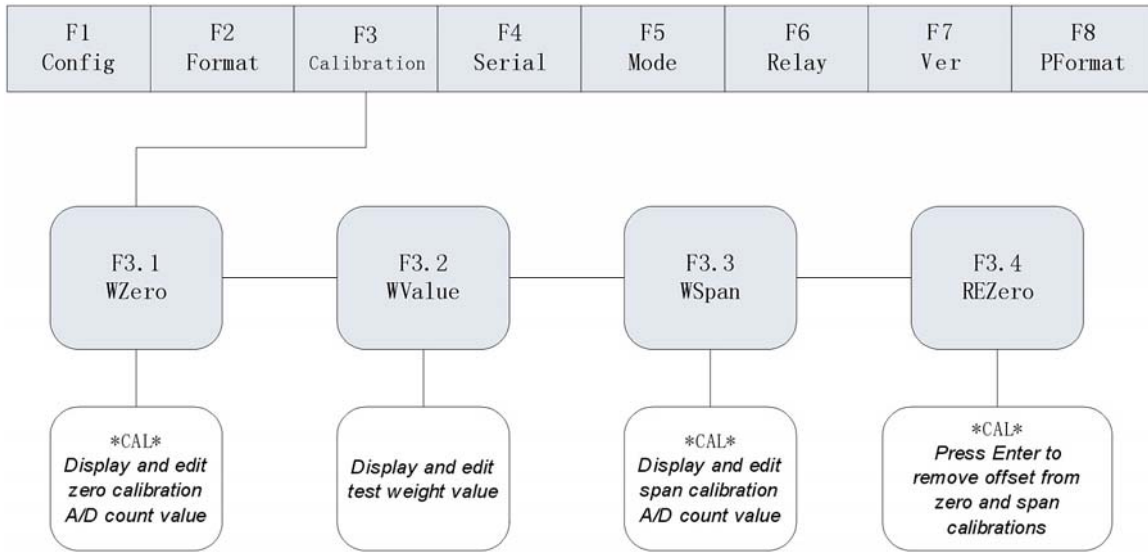 F1 F2 F3 F4 F5 F6 F7 F8
Config Format Calibration Serial Mode Relay Ver PFormat
F3.1
WZero
F3.2
WValue
F3.3
WSpan
F3.4
REZero
*CAL*
Display and edit
zero calibration
A/D count value
Display and edit
test weight value
*CAL*
Display and edit
span calibration
A/D count value
*CAL*
Press Enter to
remove offset from
zero and span
calibrations